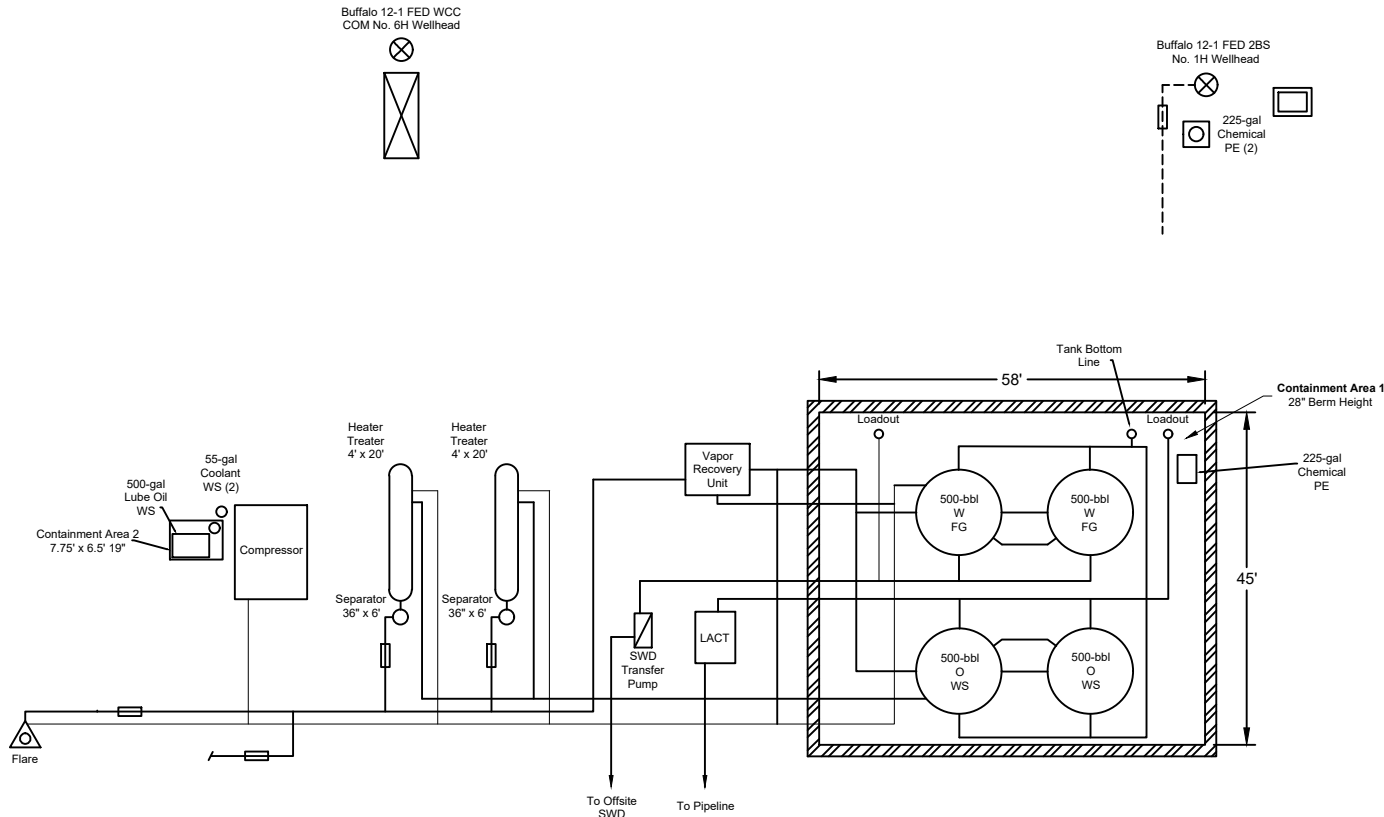 Buffalo 12-1 FED WCC
COM No. 6H Wellhead
Buffalo 12-1 FED 2BS
No. 1H Wellhead
225-gal
Chemical
PE (2)
Tank Bottom
Line
58'
Containment Area 1
28" Berm Height
Loadout
Loadout
225-gal
Chemical
PE
Heater
Treater
4' x 20'
Heater
Treater
4' x 20'
Vapor
Recovery
Unit
55-gal
Coolant
WS (2)
500-gal
Lube Oil
WS
Containment Area 2
7.75' x 6.5' 19"
Compressor
500-bbl
W
FG
500-bbl
W
FG
45'
Separator
36" x 6'
Separator
36" x 6'
SWD
Transfer
Pump
LACT
500-bbl
O
WS
500-bbl
O
WS
Flare
To Offsite
SWD
To Pipeline